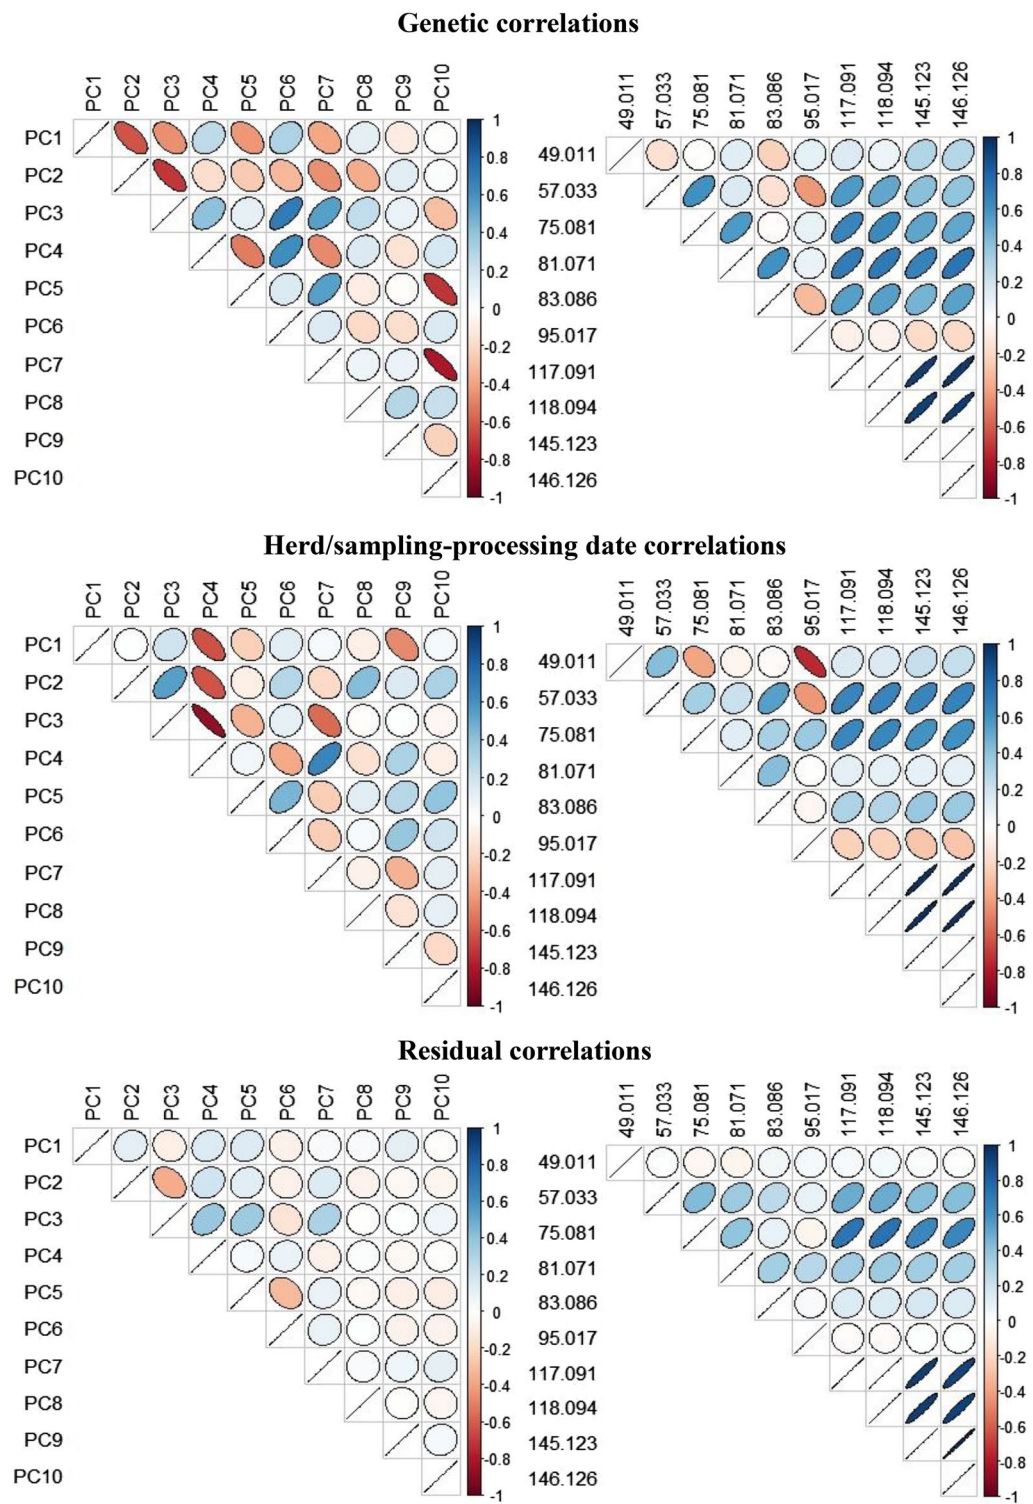 Genetic correlations
PC1 PC2 PC3 PC4 PC5 PC6 PC7 PC8 PC9 PC10
PC1
PC2
PC3
PC4
PC5
PC6
PC7
PC8
PC9
PC10
1
0.8
0.6
0.4
0.2
0
-0.2
-0.4
-0.6
-0.8
-1
49.011 57.033 75.081 81.071 83.086 95.017 117.091 118.094 145.123 146.126
49.011
57.033
75.081
81.071
83.086
95.017
117.091
118.094
145.123
146.126
1
0.8
0.6
0.4
0.2
0
-0.2
-0.4
-0.6
-0.8
-1
Herd/sampling-processing date correlations
PC1 PC2 PC3 PC4 PC5 PC6 PC7 PC8 PC9 PC10
PC1
PC2
PC3
PC4
PC5
PC6
PC7
PC8
PC9
PC10
1
0.8
0.6
0.4
0.2
0
-0.2
-0.4
-0.6
-0.8
-1
49.011 57.033 75.081 81.071 83.086 95.017 117.091 118.094 145.123 146.126
49.011
57.033
75.081
81.071
83.086
95.017
117.091
118.094
145.123
146.126
1
0.8
0.6
0.4
0.2
0
-0.2
-0.4
-0.6
-0.8
-1
Residual correlations
PC1 PC2 PC3 PC4 PC5 PC6 PC7 PC8 PC9 PC10
PC1
PC2
PC3
PC4
PC5
PC6
PC7
PC8
PC9
PC10
1
0.8
0.6
0.4
0.2
0
-0.2
-0.4
-0.6
-0.8
-1
49.011 57.033 75.081 81.071 83.086 95.017 117.091 118.094 145.123 146.126
49.011
57.033
75.081
81.071
83.086
95.017
117.091
118.094
145.123
146.126
1
0.8
0.6
0.4
0.2
0
-0.2
-0.4
-0.6
-0.8
-1